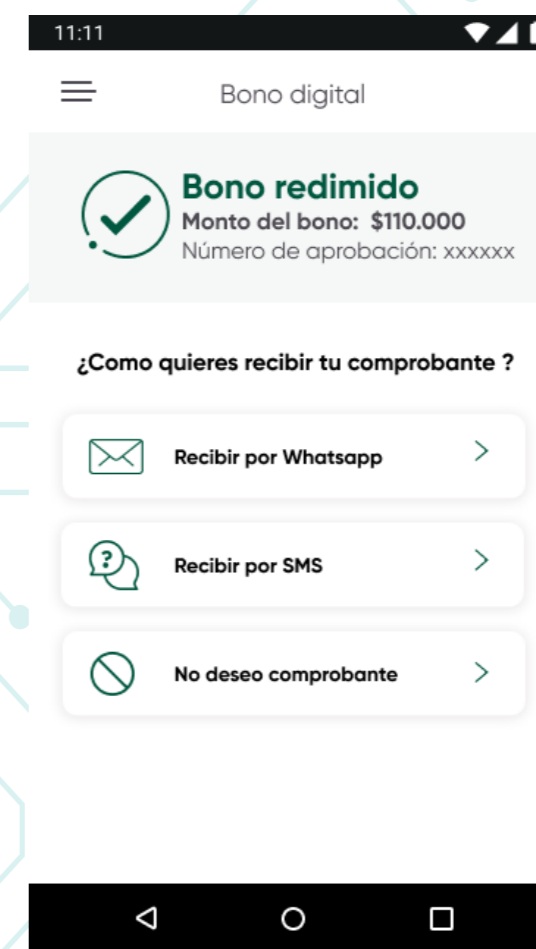 11:11
Bono digital
Bono redimido
Monto del bono: $110.000
Número de aprobación: xxxxxx
¿Como quieres recibir tu comprobante ?
Recibir por Whatsapp
Recibir por SMS
No deseo comprobante